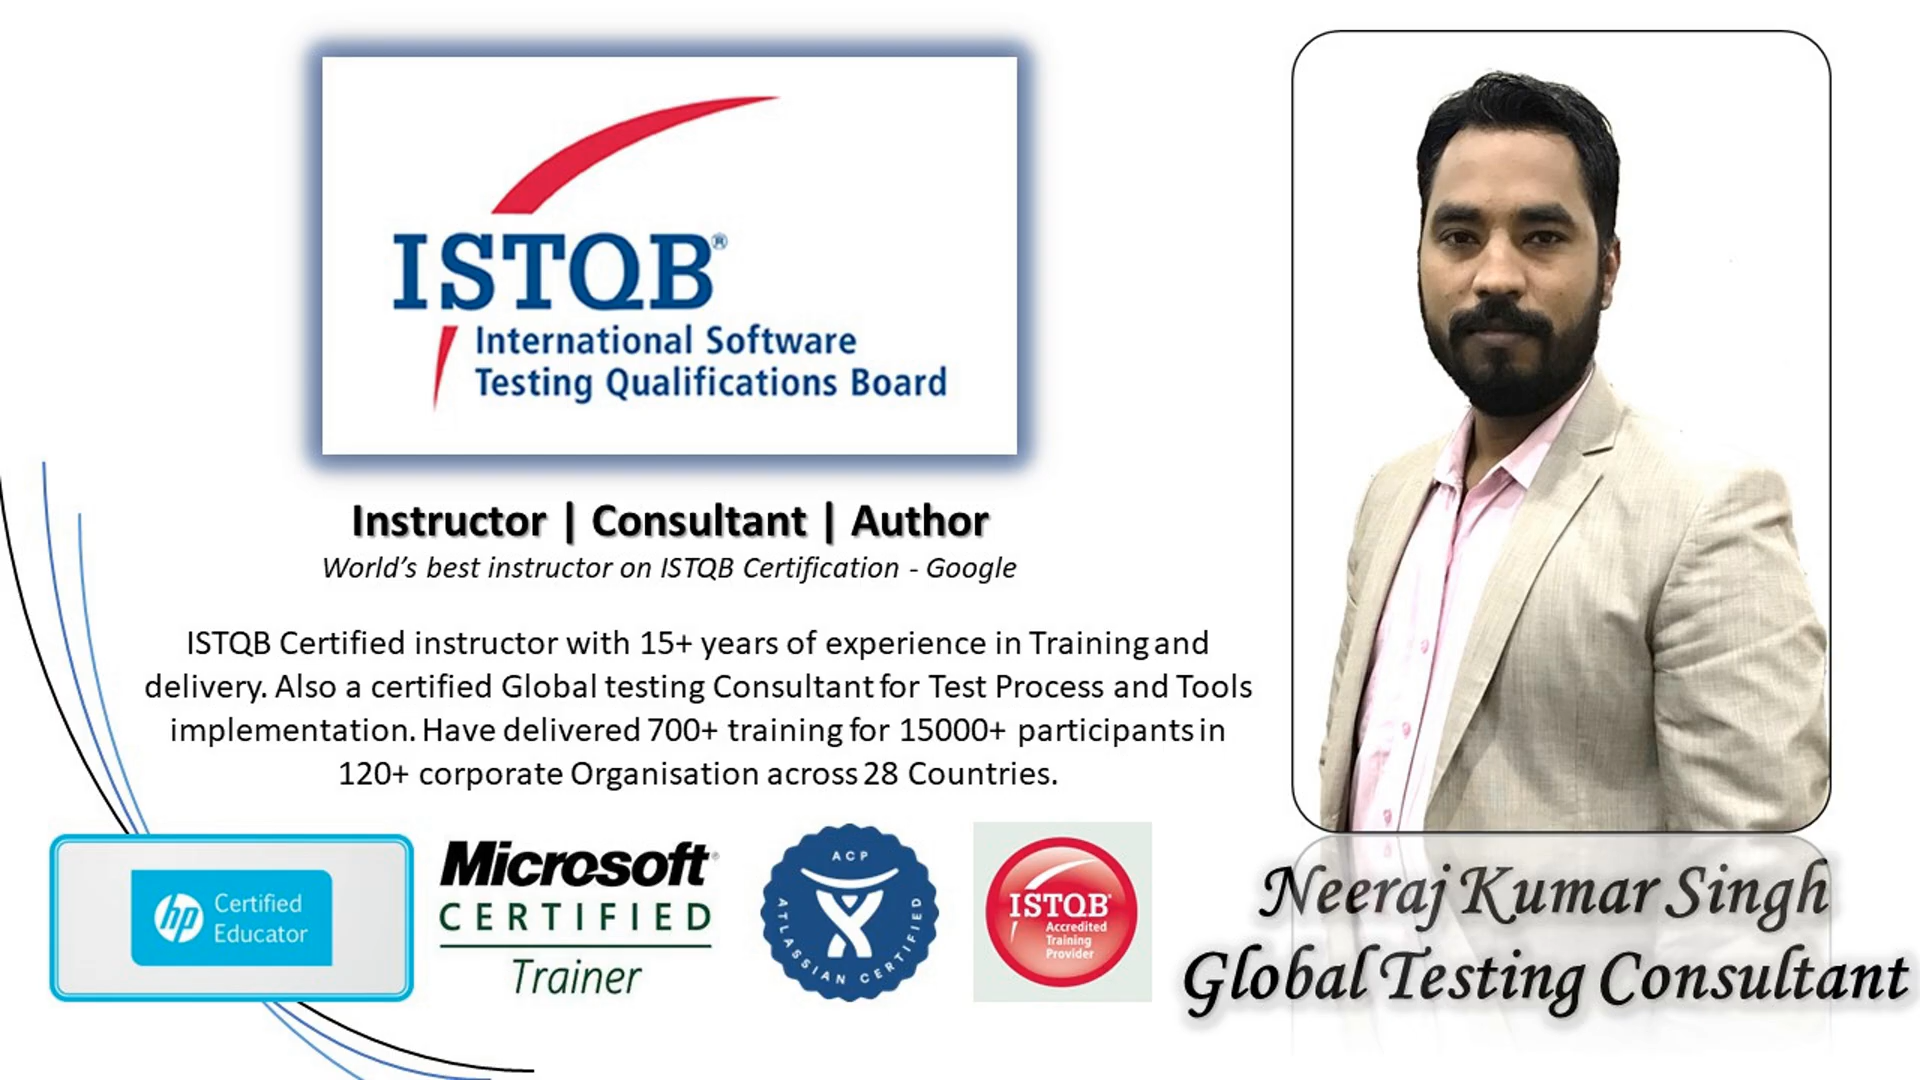 ISTQB®
International Software
Testing Qualifications Board
Instructor | Consultant | Author
World's best instructor on ISTQB Certification - Google
ISTQB Certified instructor with 15+ years of experience in Training and
delivery. Also a certified Global testing Consultant for Test Process and Tools
implementation. Have delivered 700+ training for 15000+ participants in
120+ corporate Organisation across 28 Countries.
hp
Certified
Educator
Microsoft®
CERTIFIED
Trainer
ACP
ATLASSIAN CERTIFIED
ISTQB®
Accredited
Training
Provider
Neeraj Kumar Singh
Global Testing Consultant